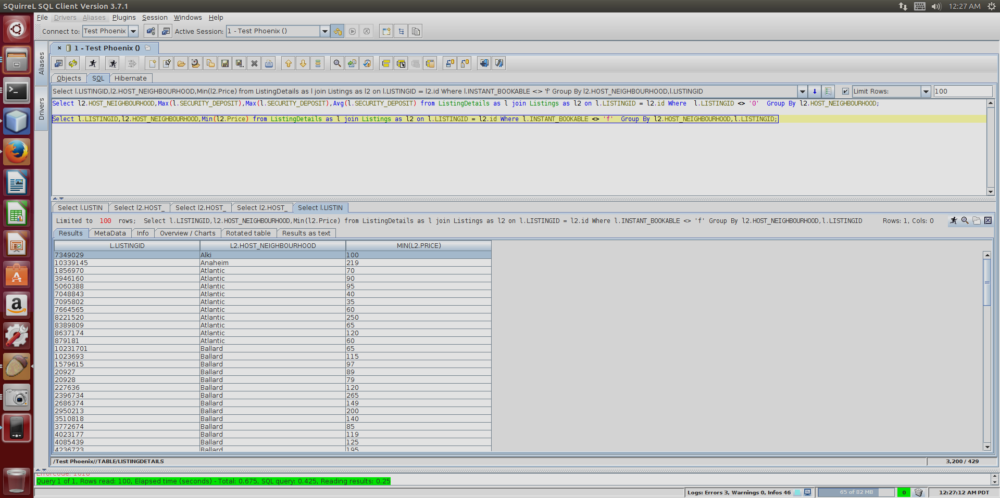 SQuirreL SQL Client Version 3.7.1
12:27 AM
File Drivers Aliases Plugins Session Windows Help
Connect to: Test Phoenix Active Session: 1 - Test Phoenix ()
Aliases
Drivers
1 - Test Phoenix ()
Objects SQL Hibernate
Select l.LISTINGID,l2.HOST_NEIGHBOURHOOD,Min(l2.Price) from ListingDetails as l join Listings as l2 on l.LISTINGID = l2.id Where l.INSTANT_BOOKABLE <> 'f' Group By l2.HOST_NEIGHBOURHOOD,l.LISTINGID
Limit Rows: 100
Select l2.HOST_NEIGHBOURHOOD,Max(l.SECURITY_DEPOSIT),Max(l.SECURITY_DEPOSIT),Avg(l.SECURITY_DEPOSIT) from ListingDetails as l join Listings as l2 on l.LISTINGID = l2.id Where  l.LISTINGID <> '0'  Group By l2.HOST_NEIGHBOURHOOD;
Select l.LISTINGID,l2.HOST_NEIGHBOURHOOD,Min(l2.Price) from ListingDetails as l join Listings as l2 on l.LISTINGID = l2.id Where l.INSTANT_BOOKABLE <> 'f'  Group By l2.HOST_NEIGHBOURHOOD,l.LISTINGID;
Select l.LISTIN Select l2.HOST_ Select l2.HOST_ Select l2.HOST_ Select l.LISTIN
Limited to 100 rows; Select l.LISTINGID,l2.HOST_NEIGHBOURHOOD,Min(l2.Price) from ListingDetails as l join Listings as l2 on l.LISTINGID = l2.id Where l.INSTANT_BOOKABLE <> 'f' Group By l2.HOST_NEIGHBOURHOOD,l.LISTINGID Rows: 1, Cols: 0
Results MetaData Info Overview / Charts Rotated table Results as text
L.LISTINGID L2.HOST_NEIGHBOURHOOD MIN(L2.PRICE)
7349029 Alki 100
10339145 Anaheim 219
1856970 Atlantic 70
3946160 Atlantic 90
5060388 Atlantic 95
7048843 Atlantic 40
7095802 Atlantic 35
7664565 Atlantic 60
8221520 Atlantic 250
8389809 Atlantic 65
8637174 Atlantic 120
879181 Atlantic 60
10231701 Ballard 65
1023693 Ballard 115
1579615 Ballard 97
20927 Ballard 89
20928 Ballard 79
227636 Ballard 120
2396734 Ballard 265
2686374 Ballard 149
2950213 Ballard 200
3510818 Ballard 140
3772674 Ballard 85
4023177 Ballard 119
4085439 Ballard 125
4236723 Ballard 195
/Test Phoenix//TABLE/LISTINGDETAILS 3,200 / 429
ErrorCode: 1018
Query 1 of 1, Rows read: 100, Elapsed time (seconds) - Total: 0.675, SQL query: 0.425, Reading results: 0.25
Logs: Errors 3, Warnings 0, Infos 46 65 of 82 MB 0 12:27:12 AM PDT